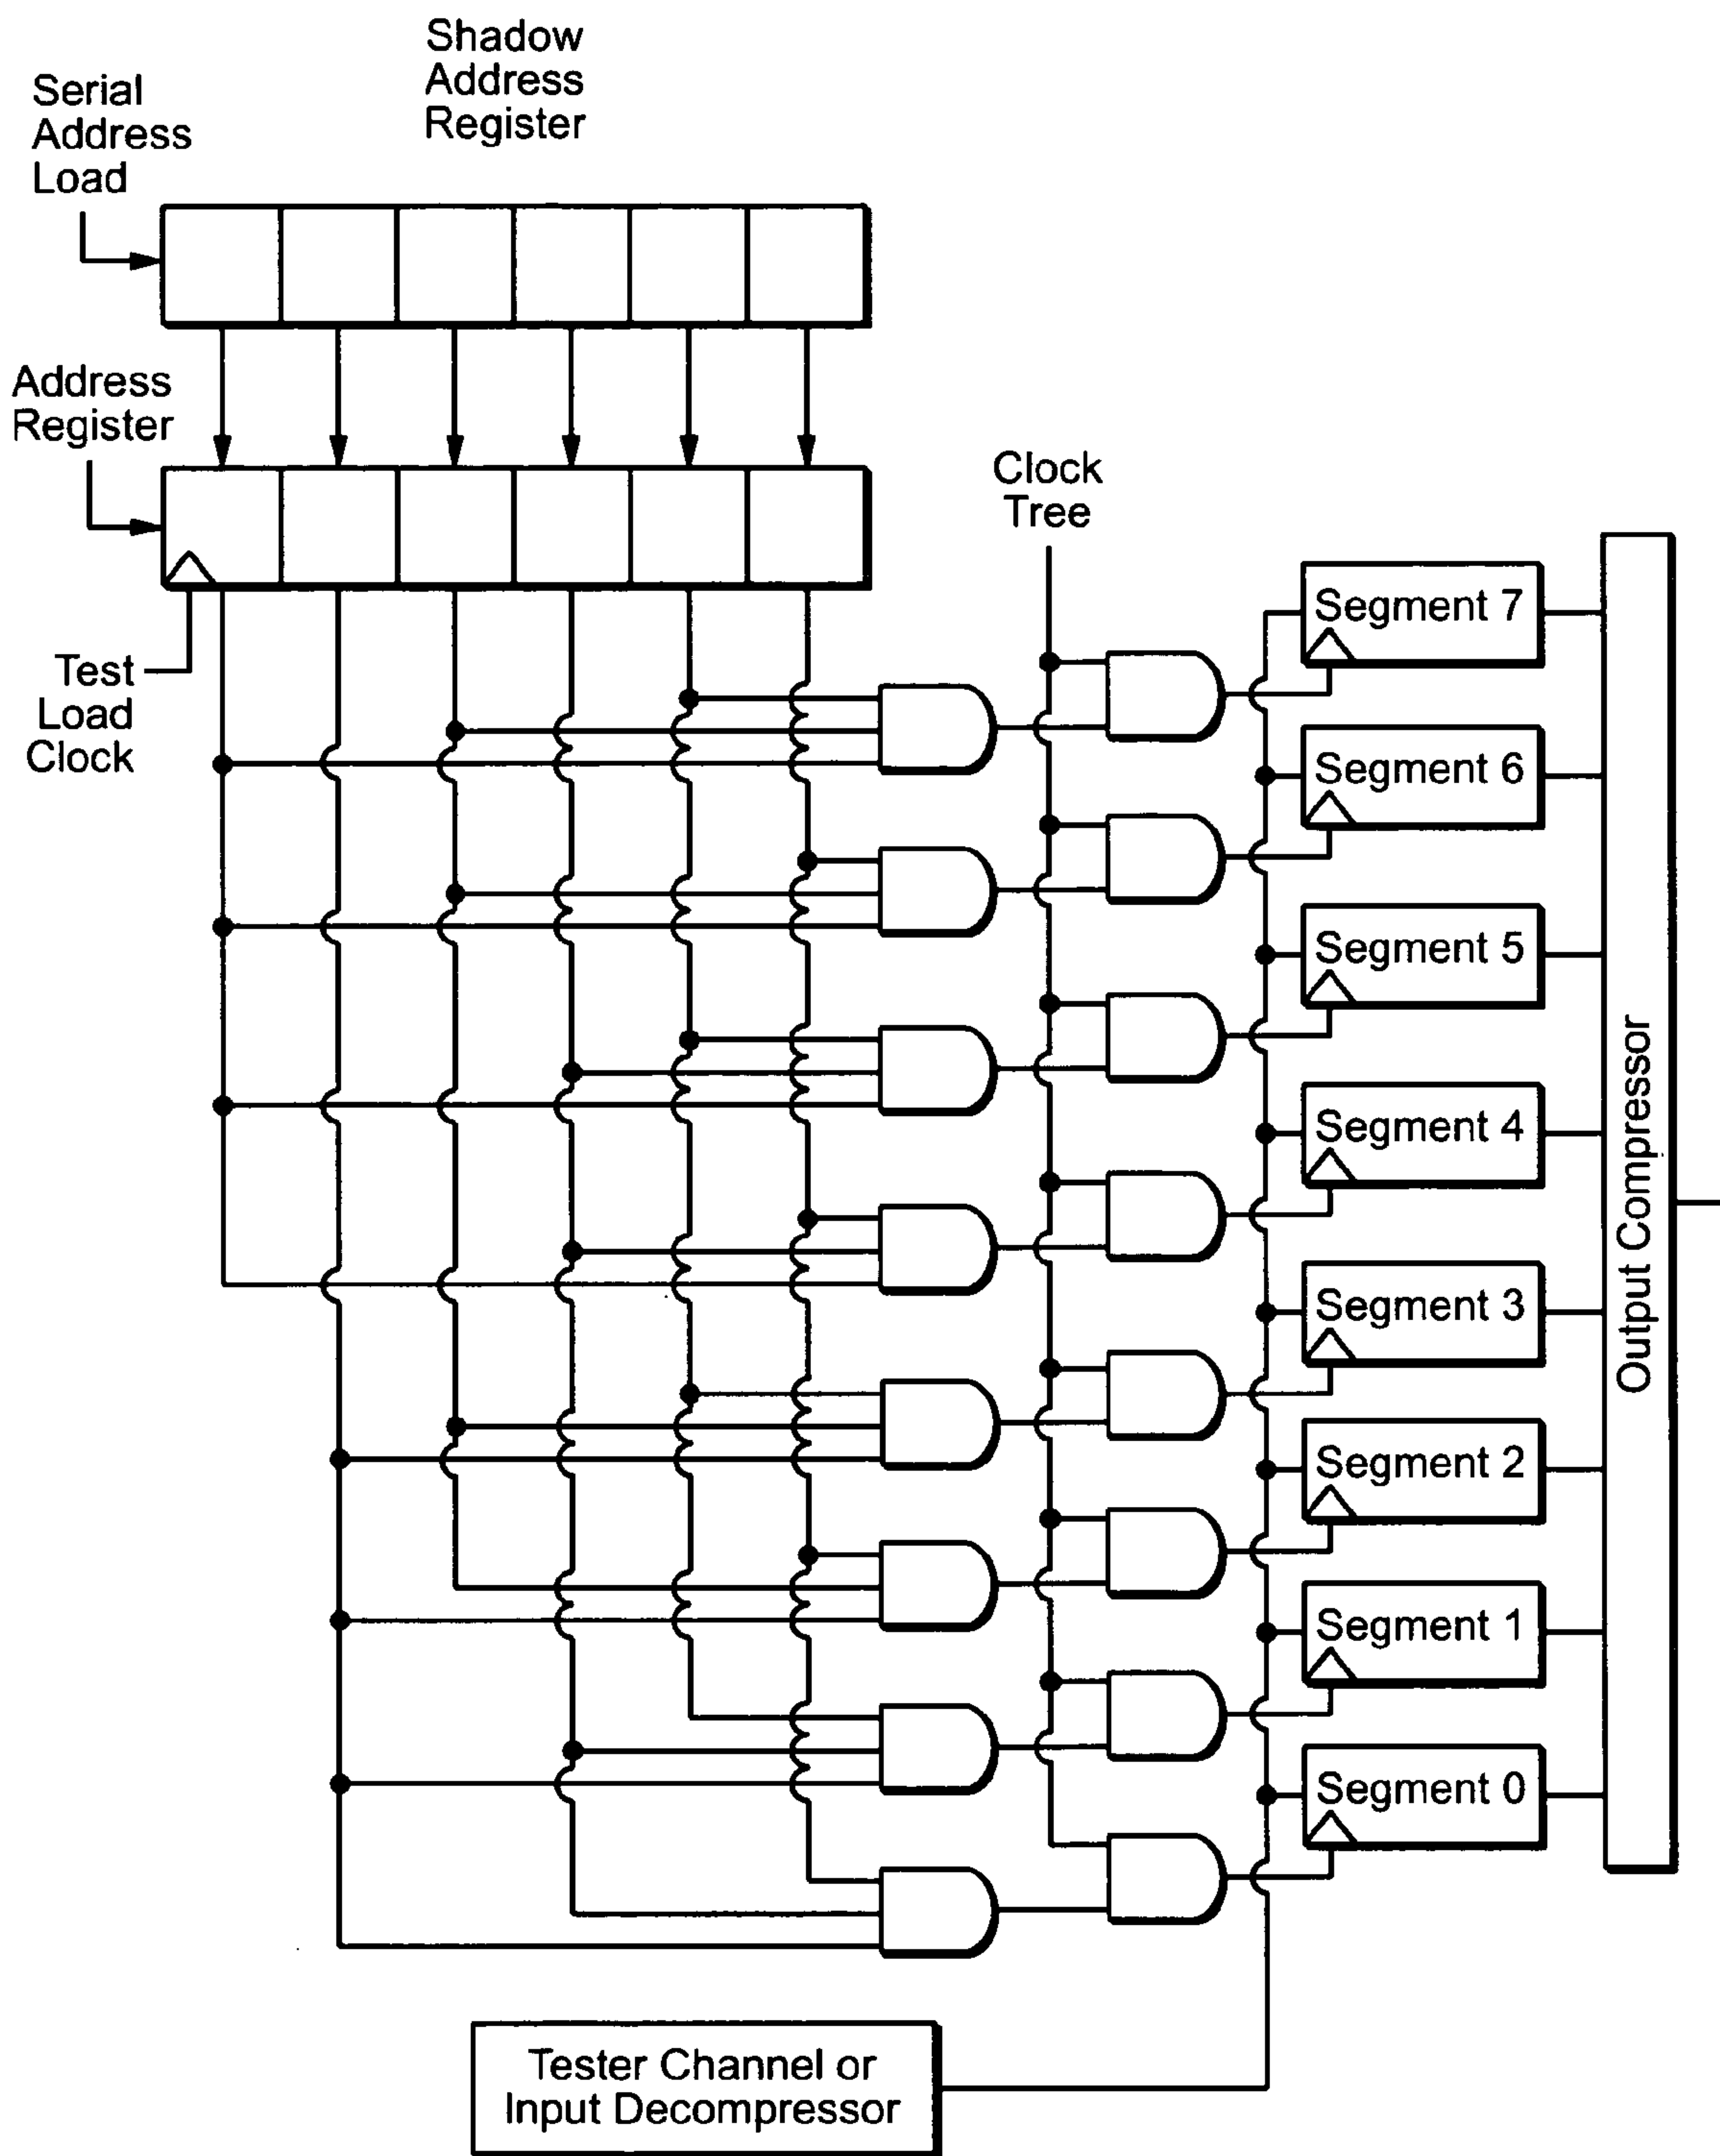 Shadow
Address
Register
Serial
Address
Load
Address
Register
Clock
Tree
Test
Load
Clock
Segment 7
Segment 6
Segment 5
Segment 4
Segment 3
Segment 2
Segment 1
Segment 0
Output Compressor
Tester Channel or
Input Decompressor